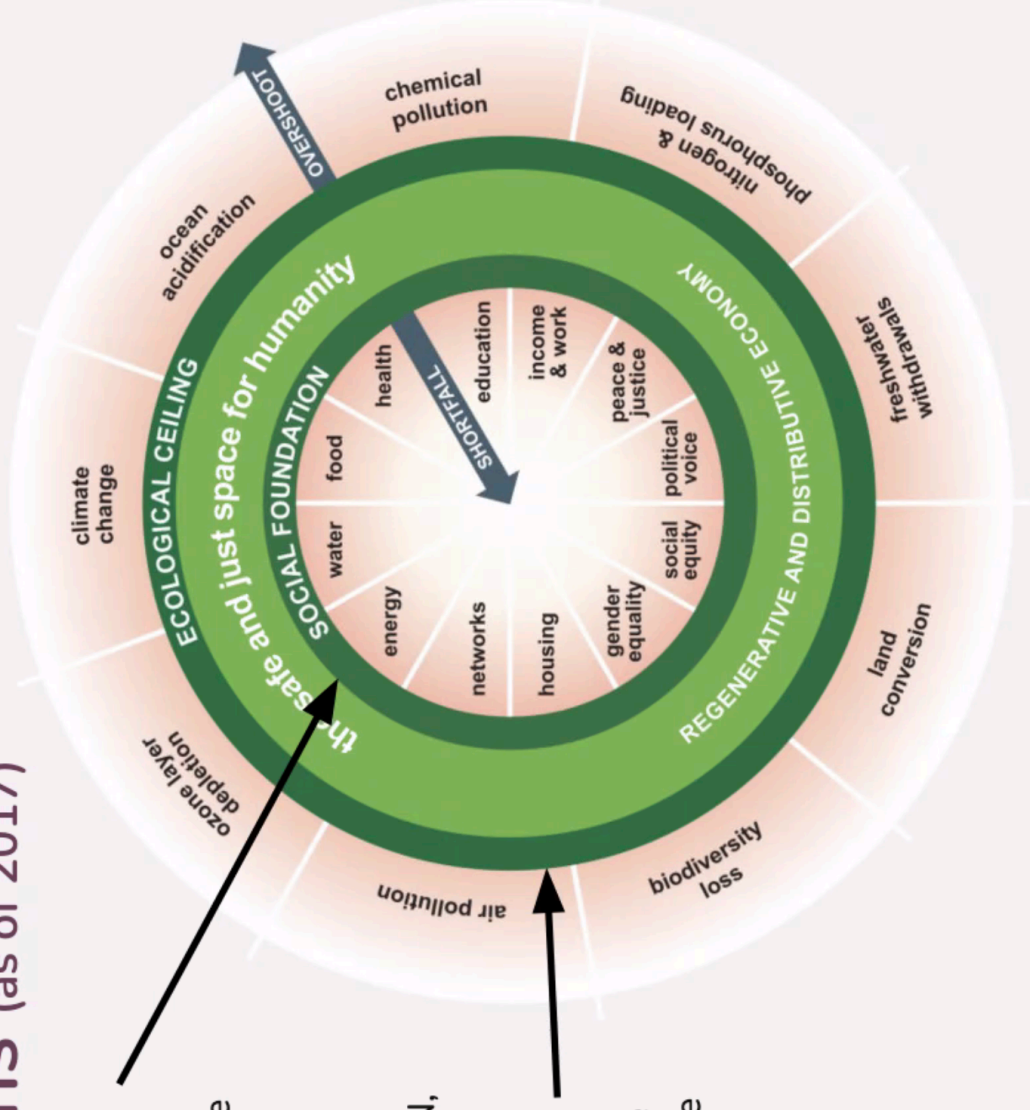 (as of 2017)
climate
change
ocean
acidification
chemical
pollution
nitrogen &
phosphorus loading
freshwater
withdrawals
land
conversion
biodiversity
loss
air pollution
ozone layer
depletion
OVERSHOOT
ECOLOGICAL CEILING
the safe and just space for humanity
SOCIAL FOUNDATION
SHORTFALL
water
food
health
education
income
& work
peace &
justice
political
voice
social
equity
gender
equality
housing
networks
energy
REGENERATIVE AND DISTRIBUTIVE ECONOMY